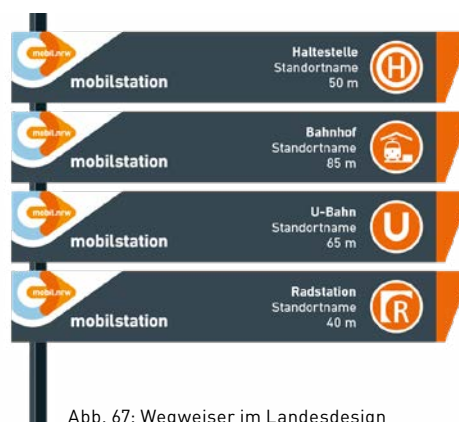 mobil.nrw
mobilstation
Haltestelle
Standortname
50 m
H
mobil.nrw
mobilstation
Bahnhof
Standortname
85 m
mobil.nrw
mobilstation
U-Bahn
Standortname
65 m
U
mobil.nrw
mobilstation
Radstation
Standortname
40 m
R
Abb. 67: Wegweiser im Landesdesign